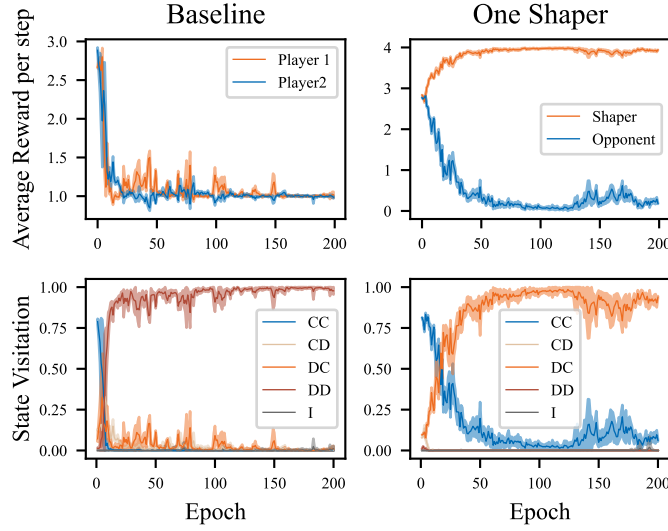 Baseline
One Shaper
Average Reward per step
3.0
2.5
2.0
1.5
1.0
Player 1
Player2
0
50
100
150
200
4
3
2
1
0
Shaper
Opponent
0
50
100
150
200
State Visitation
1.00
0.75
0.50
0.25
0.00
CC
CD
DC
DD
I
0
50
100
150
200
Epoch
1.00
0.75
0.50
0.25
0.00
CC
CD
DC
DD
I
0
50
100
150
200
Epoch